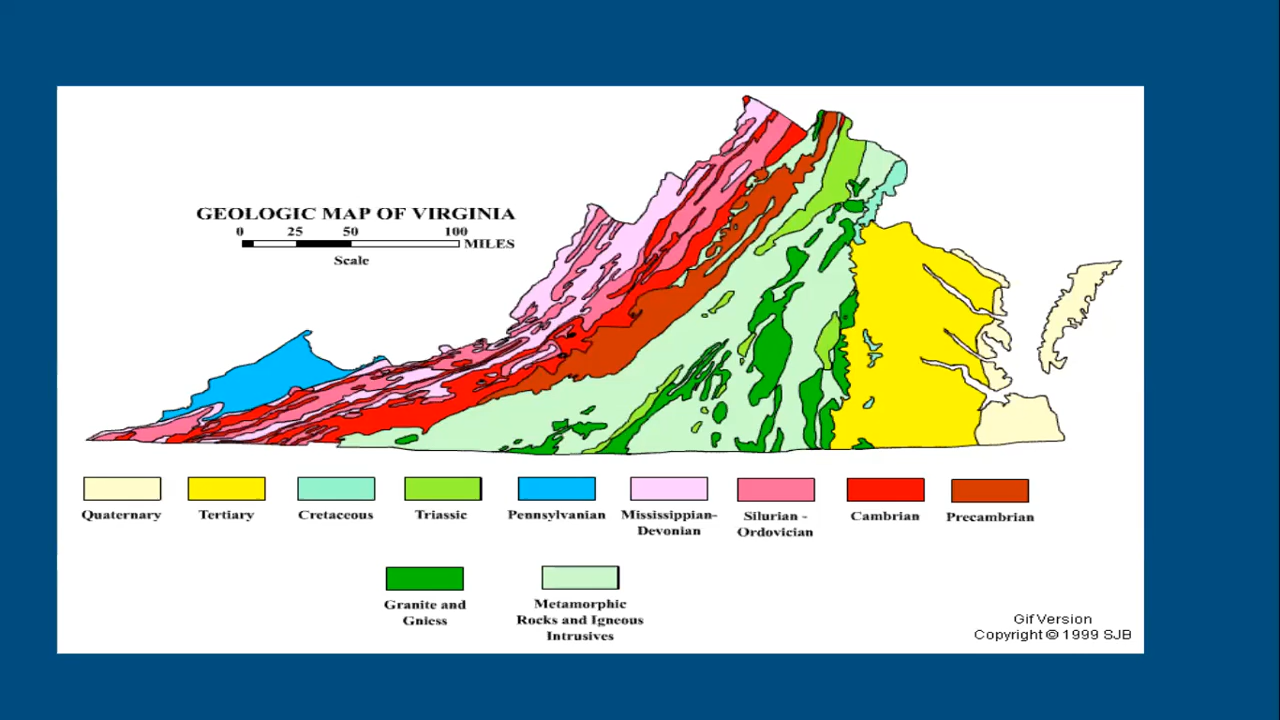 GEOLOGIC MAP OF VIRGINIA
0 25 50 100
MILES
Scale
Quaternary
Tertiary
Cretaceous
Triassic
Pennsylvanian
Mississippian-
Devonian
Silurian -
Ordovician
Cambrian
Precambrian
Granite and
Gniess
Metamorphic
Rocks and Igneous
Intrusives
Gif Version
Copyright © 1999 SJB